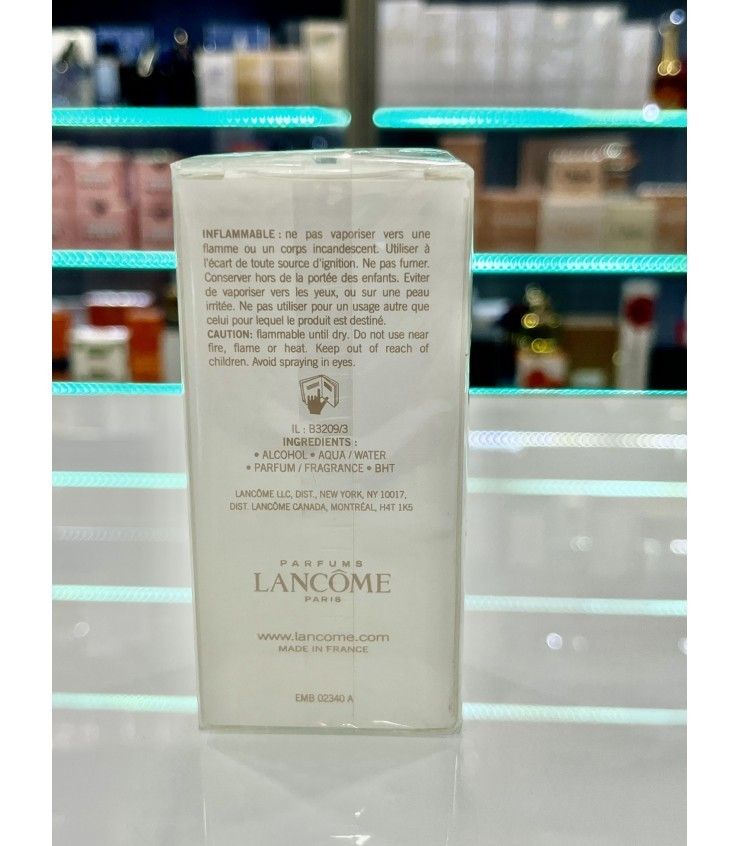 INFLAMMABLE : ne pas vaporiser vers une
flamme ou un corps incandescent. Utiliser à
l'écart de toute source d'ignition. Ne pas fumer.
Conserver hors de la portée des enfants. Eviter
de vaporiser vers les yeux, ou sur une peau
irritée. Ne pas utiliser pour un usage autre que
celui pour lequel le produit est destiné.
CAUTION: flammable until dry. Do not use near
fire, flame or heat. Keep out of reach of
children. Avoid spraying in eyes.
IL : B3209/3
INGREDIENTS :
• ALCOHOL • AQUA / WATER
• PARFUM / FRAGRANCE • BHT
LANCÔME LLC, DIST., NEW YORK, NY 10017,
DIST. LANCÔME CANADA, MONTRÉAL, H4T 1K5
PARFUMS
LANCÔME
PARIS
www.lancome.com
MADE IN FRANCE
EMB 02340 A